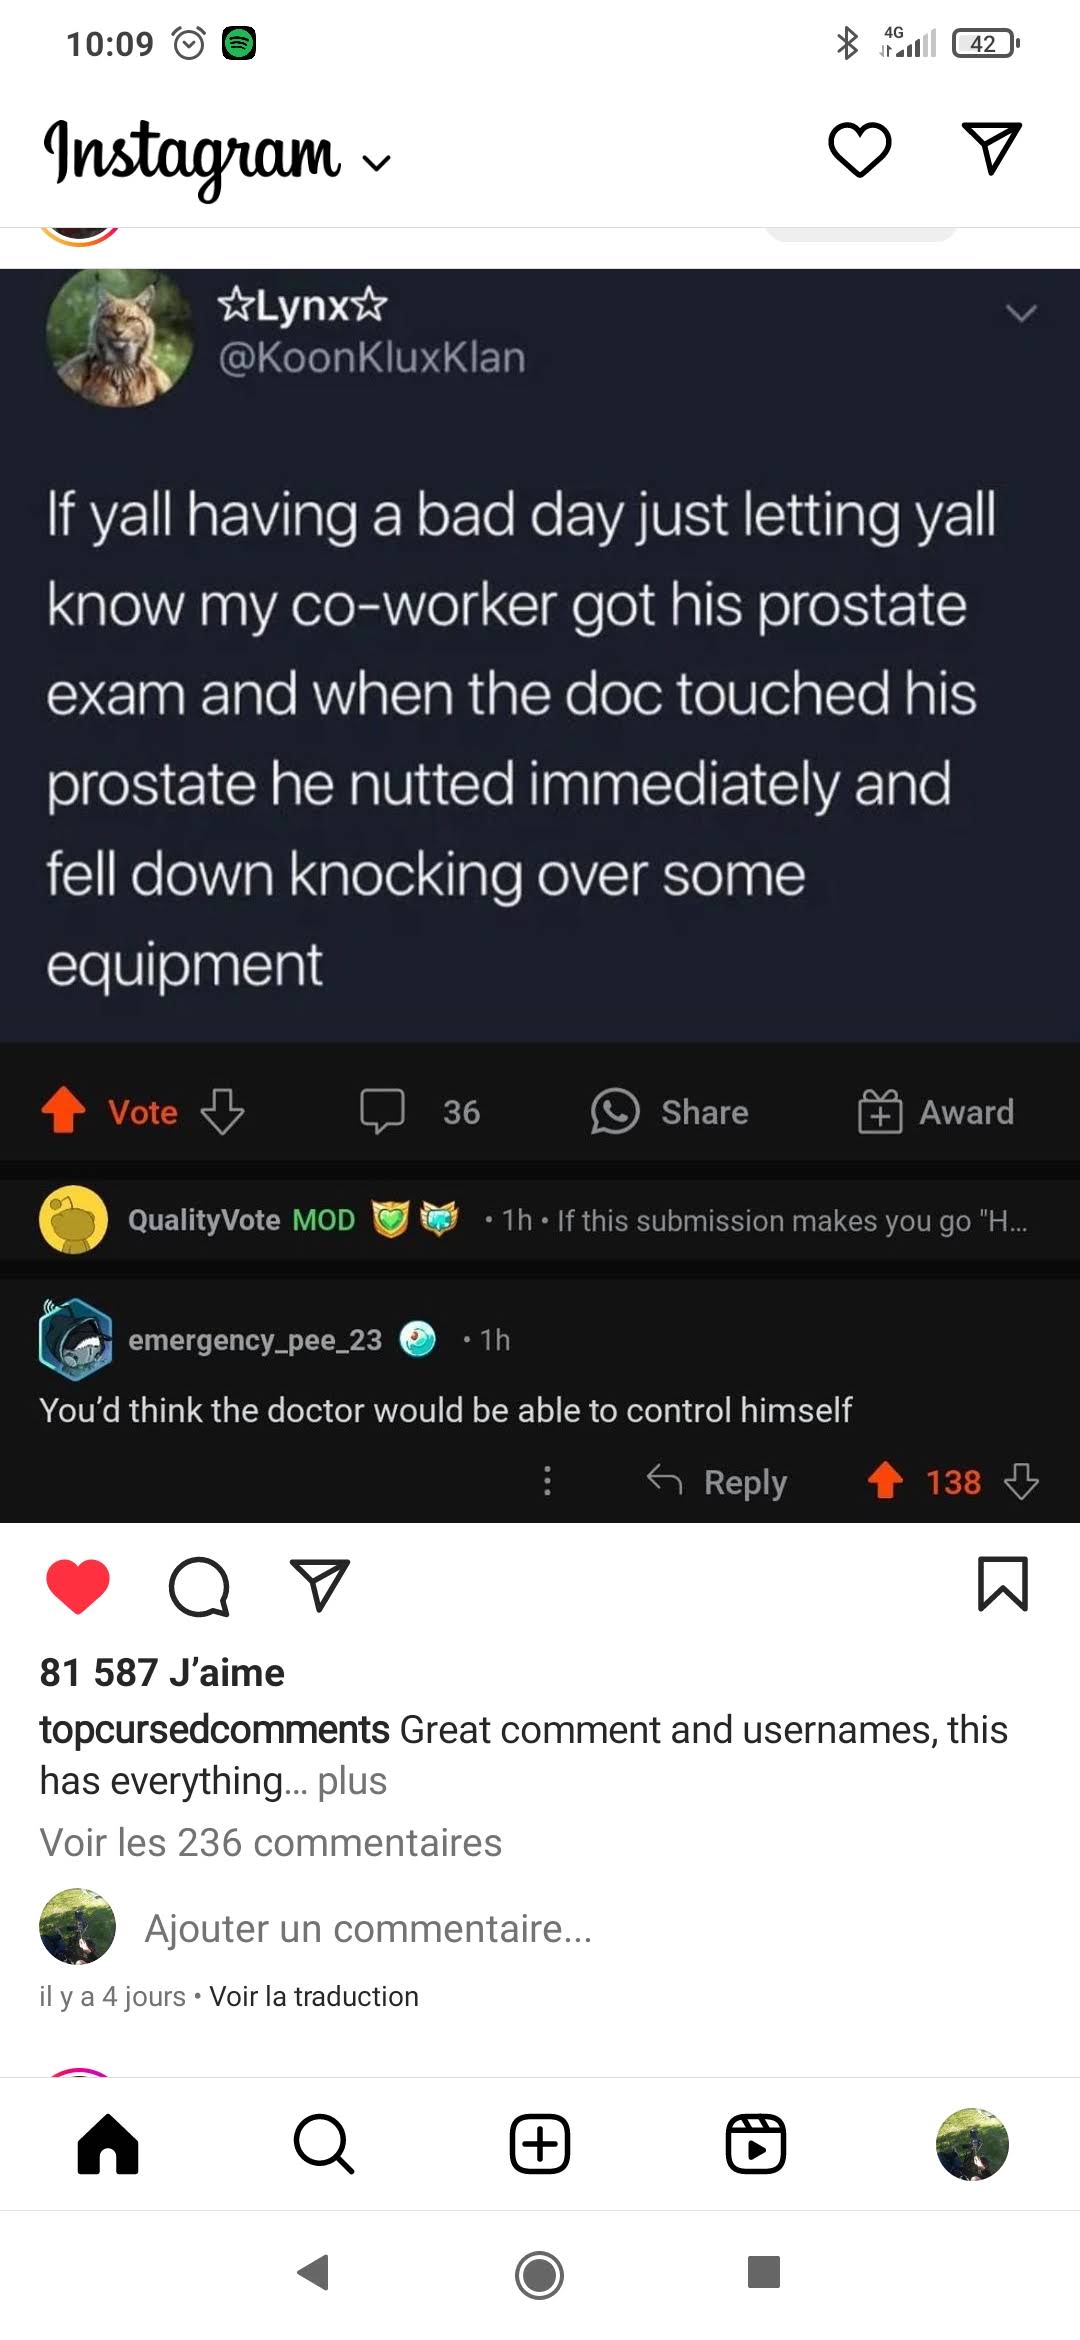 10:09
4G
42
Instagram
☆Lynx☆
@KoonKluxKlan
If yall having a bad day just letting yall
know my co-worker got his prostate
exam and when the doc touched his
prostate he nutted immediately and
fell down knocking over some
equipment
Vote 36 Share Award
QualityVote MOD • 1h • If this submission makes you go "H...
emergency_pee_23 • 1h
You'd think the doctor would be able to control himself
Reply 138
81 587 J'aime
topcursedcomments Great comment and usernames, this
has everything... plus
Voir les 236 commentaires
Ajouter un commentaire...
il y a 4 jours • Voir la traduction